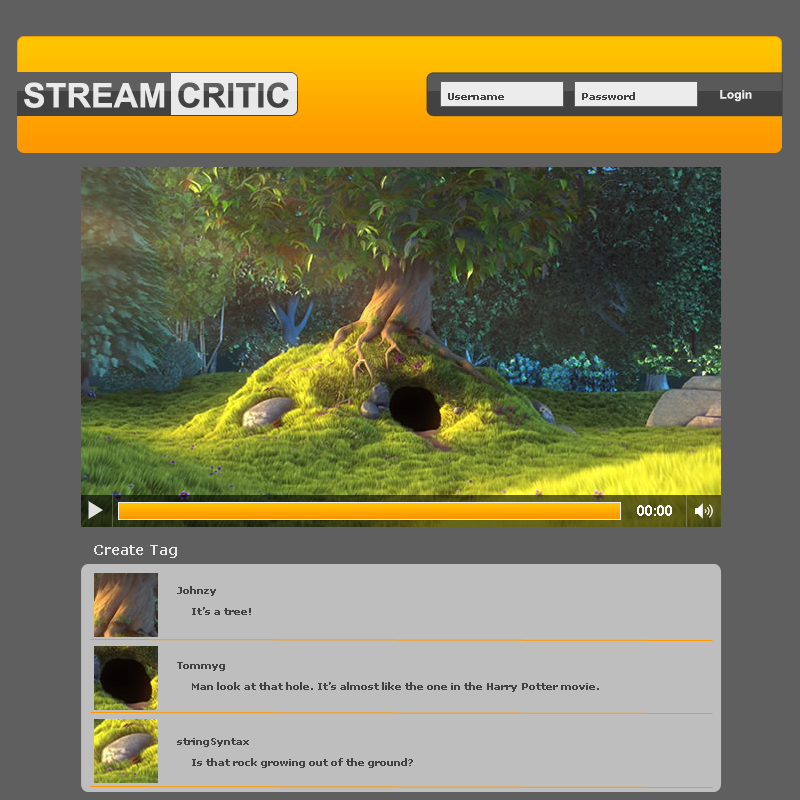 STREAM CRITIC
Username
Password
Login
00:00
Create Tag
Johnzy
It's a tree!
Tommyg
Man look at that hole. It's almost like the one in the Harry Potter movie.
stringSyntax
Is that rock growing out of the ground?